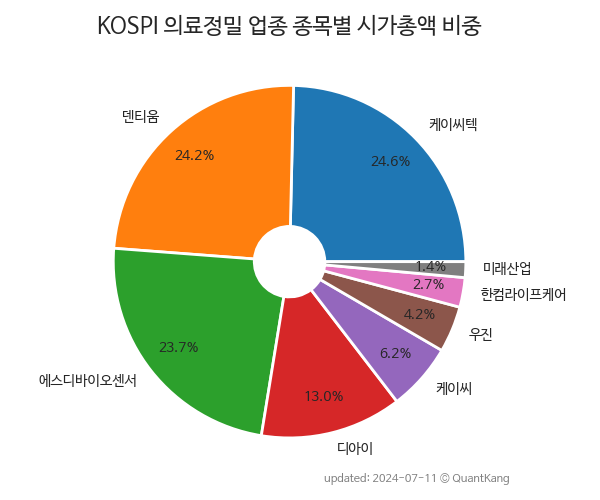 KOSPI 의료정밀 업종 종목별 시가총액 비중
케이씨텍
24.6%
덴티움
24.2%
에스디바이오센서
23.7%
디아이
13.0%
케이씨
6.2%
우진
4.2%
한컴라이프케어
2.7%
미래산업
1.4%
updated: 2024-07-11 © QuantKang